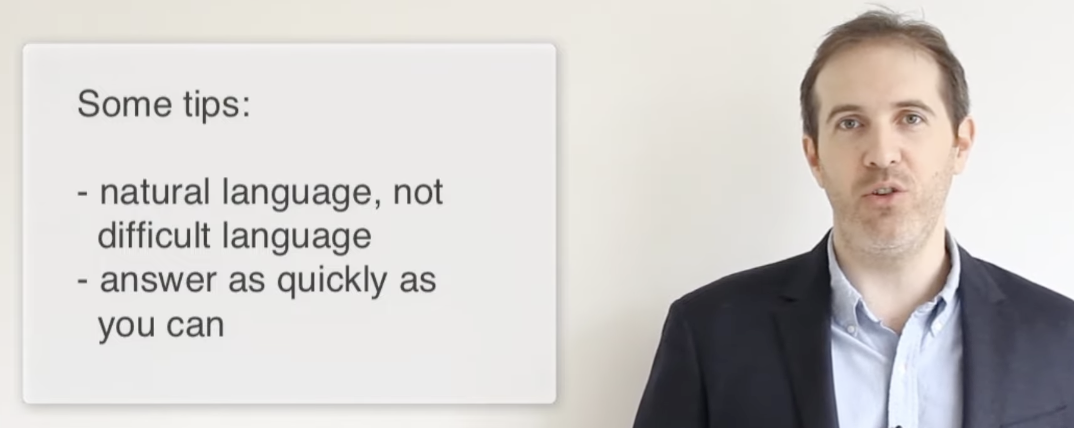 Some tips:
- natural language, not
difficult language
- answer as quickly as
you can